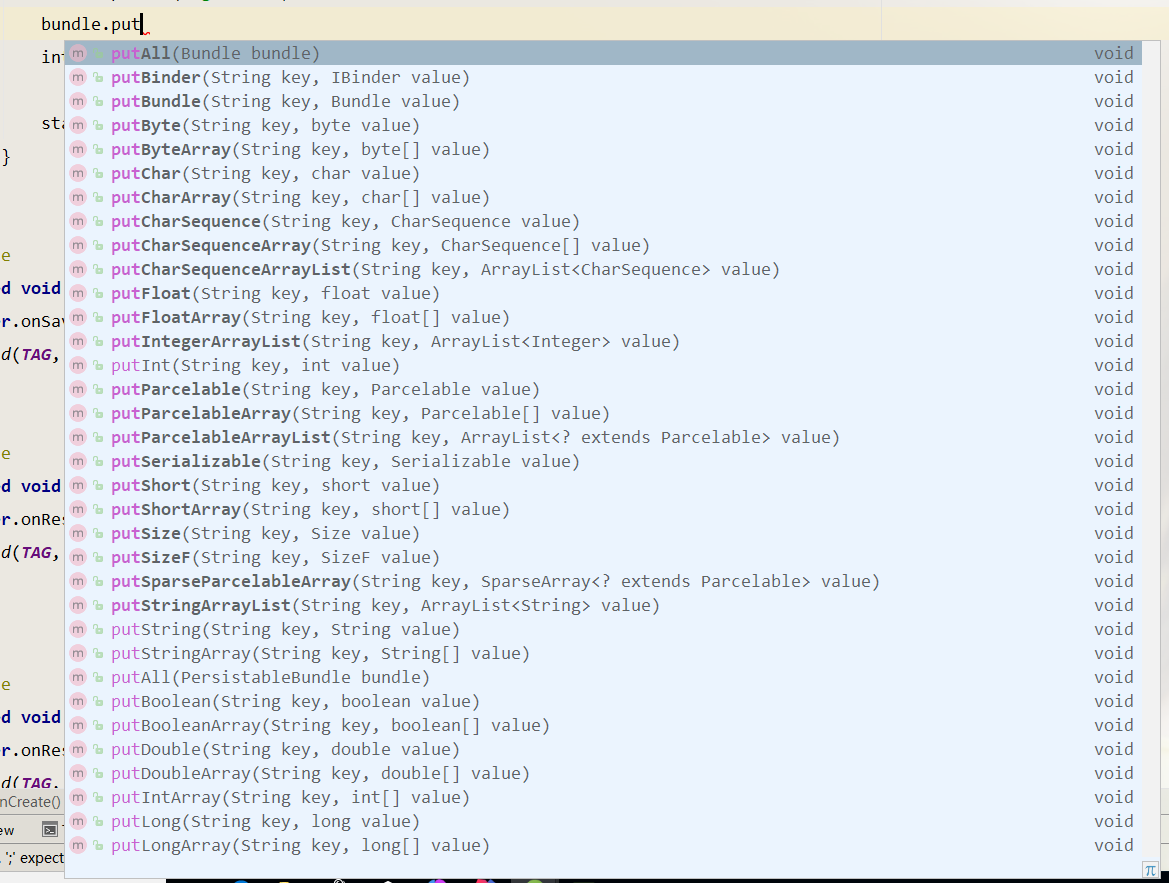 bundle.put
int
putAll(Bundle bundle) void
putBinder(String key, IBinder value) void
putBundle(String key, Bundle value) void
putByte(String key, byte value) void
sta
putByteArray(String key, byte[] value) void
}
putChar(String key, char value) void
putCharArray(String key, char[] value) void
putCharSequence(String key, CharSequence value) void
putCharSequenceArray(String key, CharSequence[] value) void
e
putCharSequenceArrayList(String key, ArrayList<CharSequence> value) void
d void
putFloat(String key, float value) void
r.onSav
putFloatArray(String key, float[] value) void
putIntegerArrayList(String key, ArrayList<Integer> value) void
d(TAG,
putInt(String key, int value) void
putParcelable(String key, Parcelable value) void
putParcelableArray(String key, Parcelable[] value) void
putParcelableArrayList(String key, ArrayList<? extends Parcelable> value) void
e
putSerializable(String key, Serializable value) void
d void
putShort(String key, short value) void
putShortArray(String key, short[] value) void
r.onRes
putSize(String key, Size value) void
d(TAG,
putSizeF(String key, SizeF value) void
putSparseParcelableArray(String key, SparseArray<? extends Parcelable> value) void
putStringArrayList(String key, ArrayList<String> value) void
putString(String key, String value) void
putStringArray(String key, String[] value) void
putAll(PersistableBundle bundle) void
e
putBoolean(String key, boolean value) void
d void
putBooleanArray(String key, boolean[] value) void
r.onRes
putDouble(String key, double value) void
putDoubleArray(String key, double[] value) void
d(TAG,
putIntArray(String key, int[] value) void
nCreate()
putLong(String key, long value) void
ew
putLongArray(String key, long[] value) void
';' expect
π